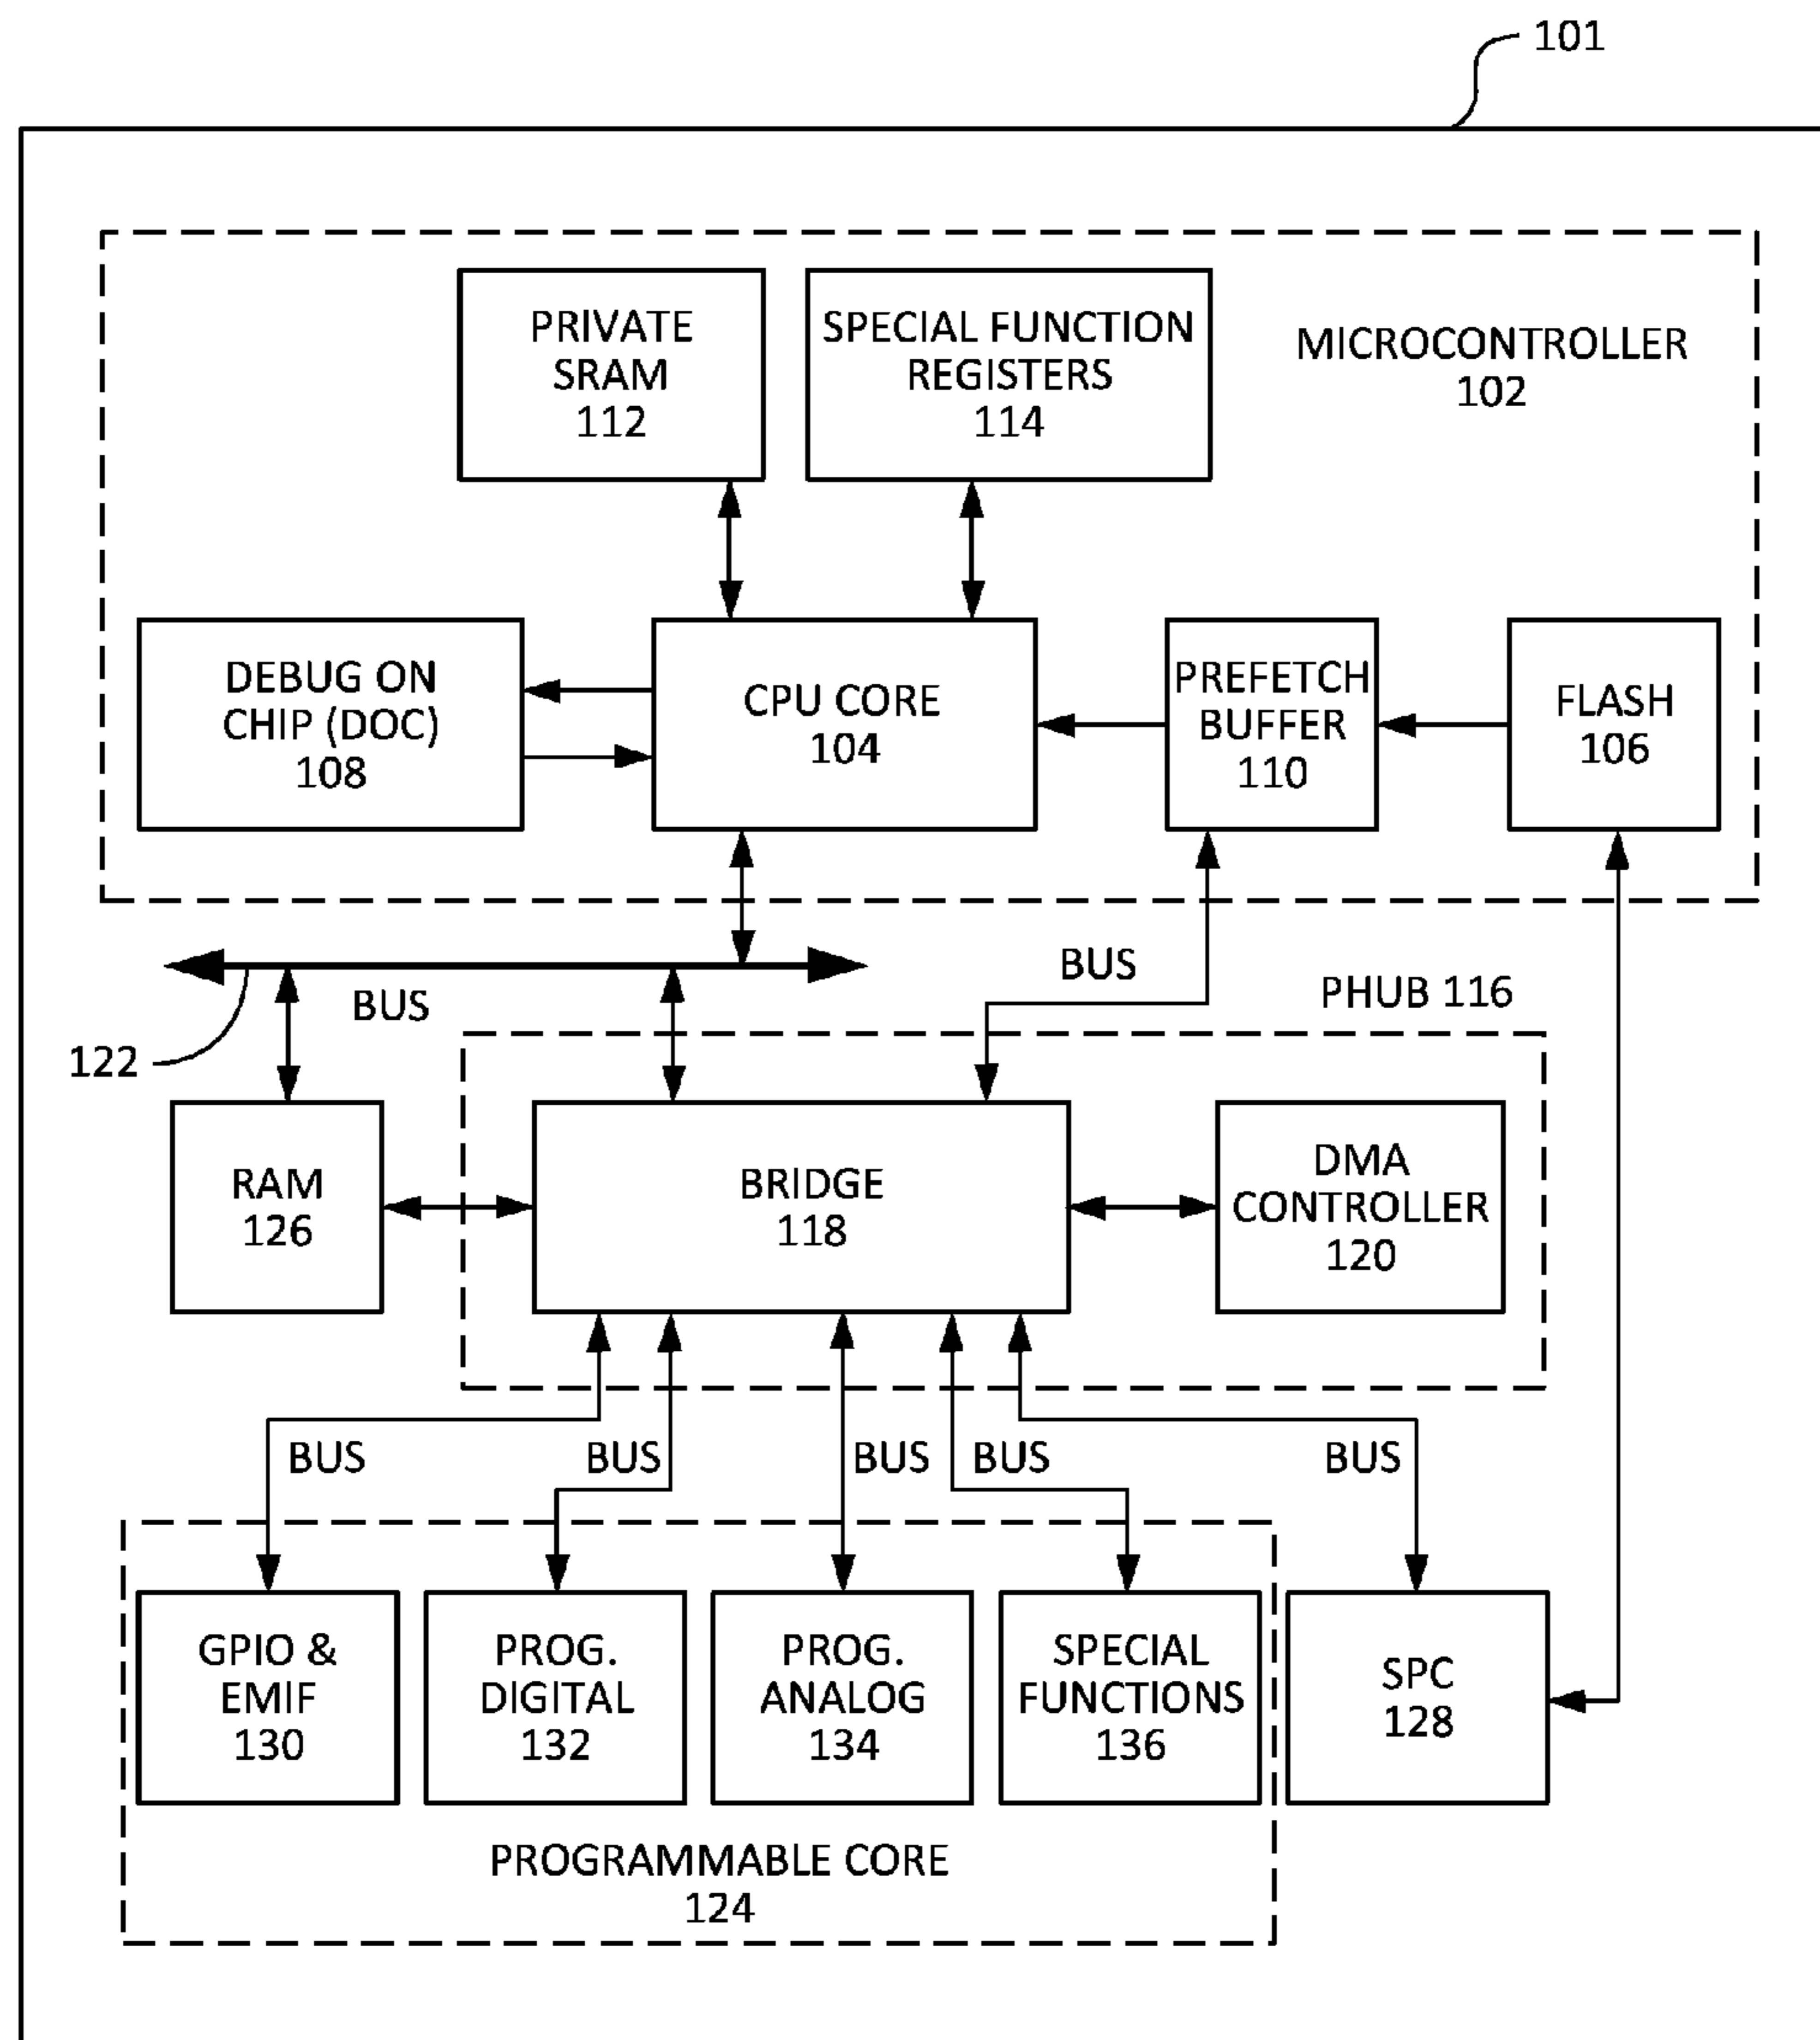 101
PRIVATE
SRAM
112
SPECIAL FUNCTION
REGISTERS
114
MICROCONTROLLER
102
DEBUG ON
CHIP (DOC)
108
CPU CORE
104
PREFETCH
BUFFER
110
FLASH
106
BUS
BUS
PHUB 116
122
RAM
126
BRIDGE
118
DMA
CONTROLLER
120
BUS
BUS
BUS
BUS
BUS
GPIO &
EMIF
130
PROG.
DIGITAL
132
PROG.
ANALOG
134
SPECIAL
FUNCTIONS
136
SPC
128
PROGRAMMABLE CORE
124